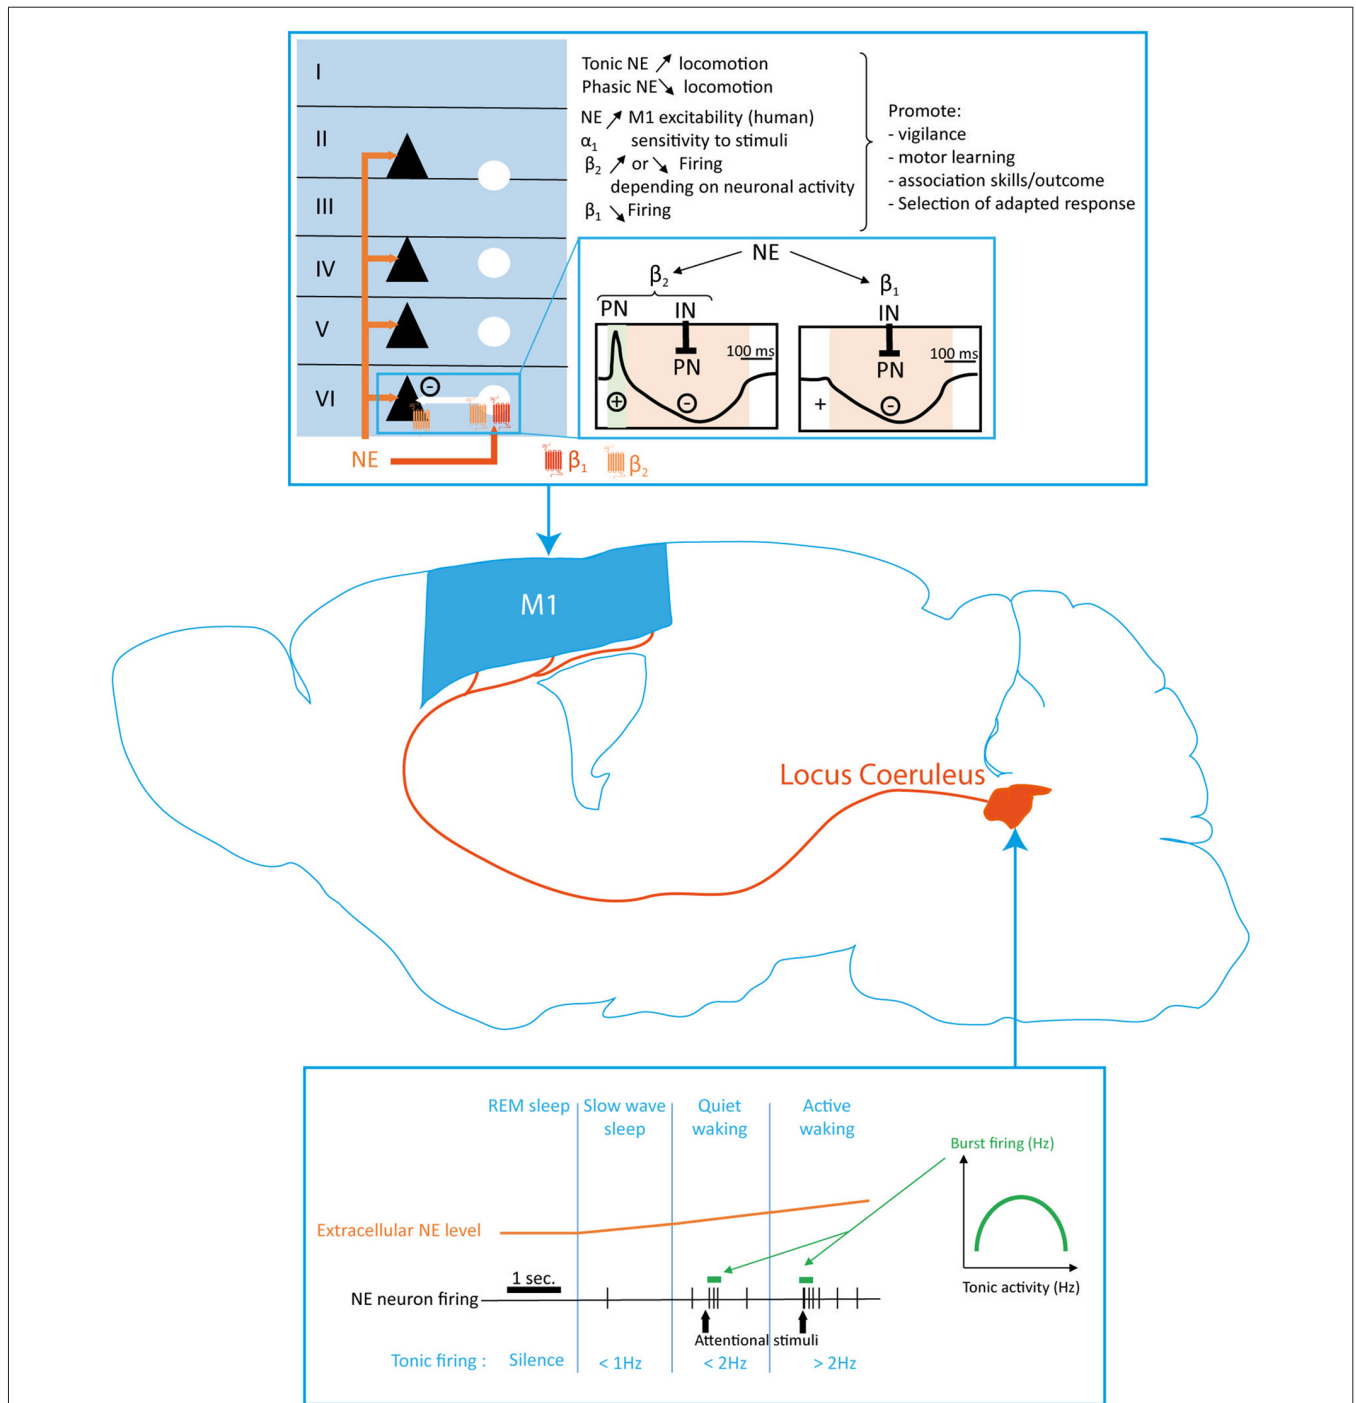 I
II
III
IV
V
VI
-
NE
β1
β2
Tonic NE ↗ locomotion
Phasic NE ↘ locomotion
NE ↗ M1 excitability (human)
α1 sensitivity to stimuli
β2 ↗ or ↘ Firing
depending on neuronal activity
β1 ↘ Firing
Promote:
- vigilance
- motor learning
- association skills/outcome
- Selection of adapted response
NE
β2
β1
PN
IN
PN
100 ms
+
-
IN
PN
100 ms
+
-
M1
Locus Coeruleus
REM sleep
Slow wave
sleep
Quiet
waking
Active
waking
Burst firing (Hz)
Tonic activity (Hz)
Extracellular NE level
1 sec.
NE neuron firing
Attentional stimuli
Tonic firing : Silence < 1Hz < 2Hz > 2Hz